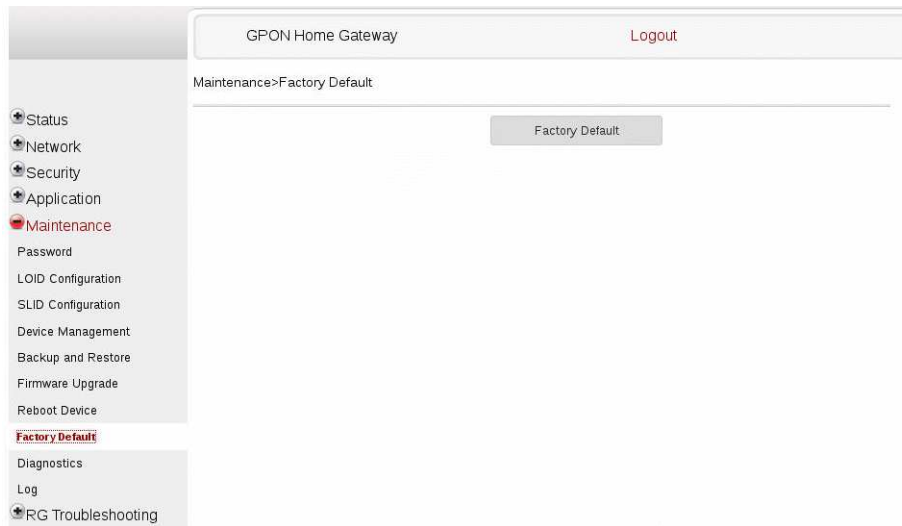 GPON Home Gateway
Logout
Maintenance>Factory Default
Factory Default
Status
Network
Security
Application
Maintenance
Password
LOID Configuration
SLID Configuration
Device Management
Backup and Restore
Firmware Upgrade
Reboot Device
Factory Default
Diagnostics
Log
RG Troubleshooting